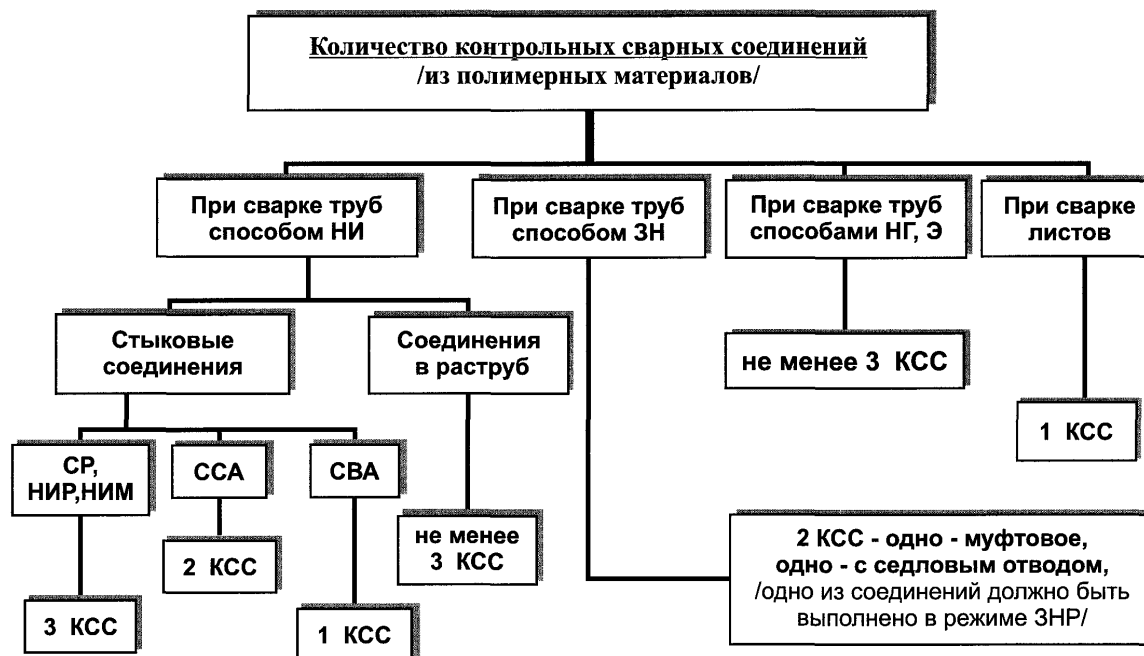 Количество контрольных сварных соединений
/из полимерных материалов/
При сварке труб
способом НИ
При сварке труб
способом ЗН
При сварке труб
способами НГ, Э
При сварке
листов
Стыковые
соединения
Соединения
в раструб
не менее 3 КСС
1 КСС
СР,
НИР,НИМ
ССА
СВА
3 КСС
2 КСС
1 КСС
не менее
3 КСС
2 КСС - одно - муфтовое,
одно - с седловым отводом,
/одно из соединений должно быть
выполнено в режиме ЗНР/